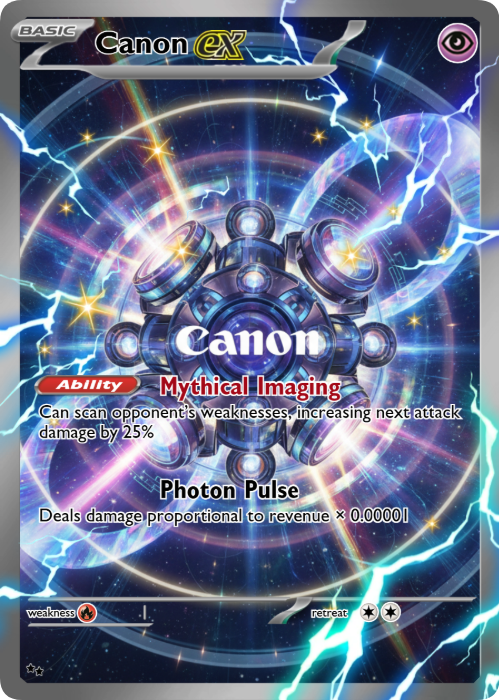 BASIC
Canon ex
Canon
Ability Mythical Imaging
Can scan opponent's weaknesses, increasing next attack
damage by 25%
Photon Pulse
Deals damage proportional to revenue × 0.00001
weakness
retreat